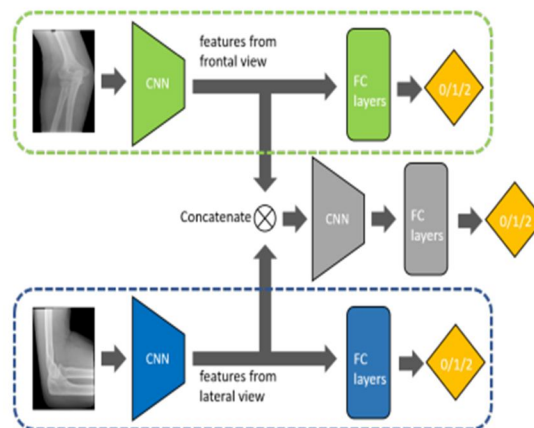 features from
frontal view
CNN
FC
layers
0/1/2
Concatenate
CNN
FC
layers
0/1/2
CNN
features from
lateral view
FC
layers
0/1/2